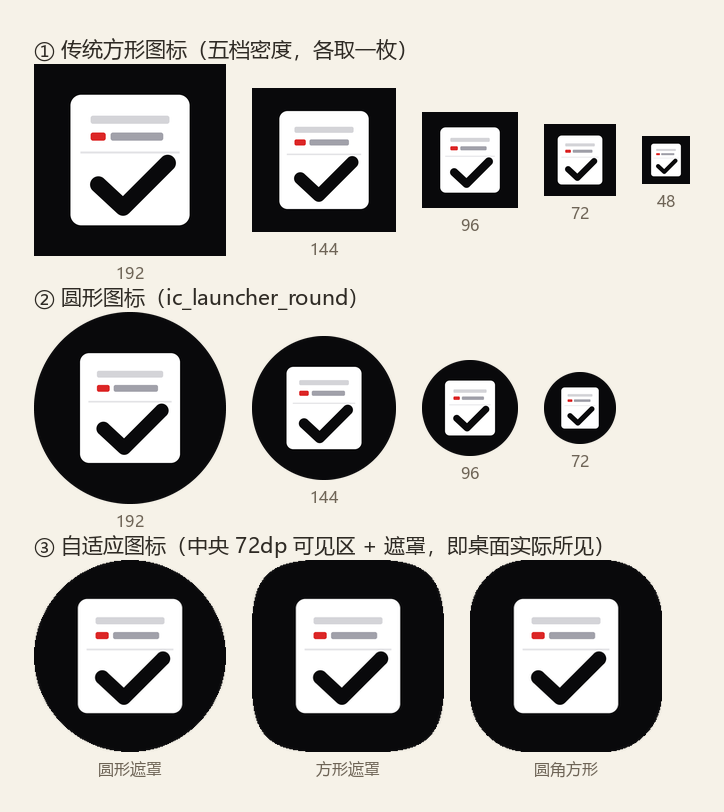 ① 传统方形图标（五档密度，各取一枚）
192
144
96
72
48
② 圆形图标（ic_launcher_round）
192
144
96
72
③ 自适应图标（中央 72dp 可见区 + 遮罩，即桌面实际所见）
圆形遮罩
方形遮罩
圆角方形